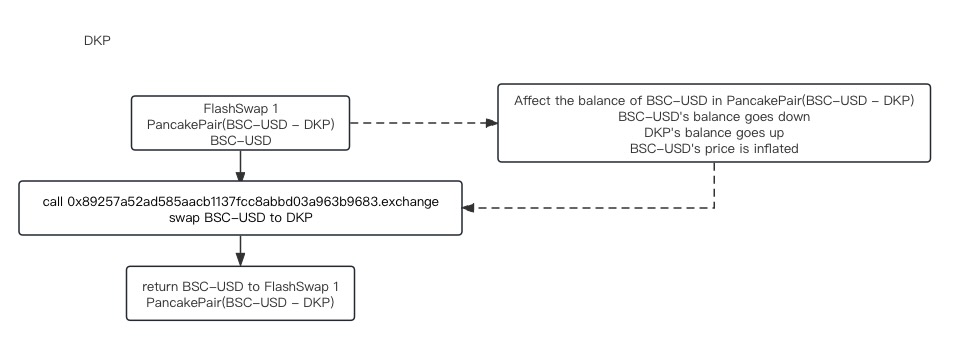 DKP
FlashSwap 1
PancakePair(BSC-USD - DKP)
BSC-USD
Affect the balance of BSC-USD in PancakePair(BSC-USD - DKP)
BSC-USD's balance goes down
DKP's balance goes up
BSC-USD's price is inflated
call 0x89257a52ad585aacb1137fcc8abbd03a963b9683.exchange
swap BSC-USD to DKP
return BSC-USD to FlashSwap 1
PancakePair(BSC-USD - DKP)